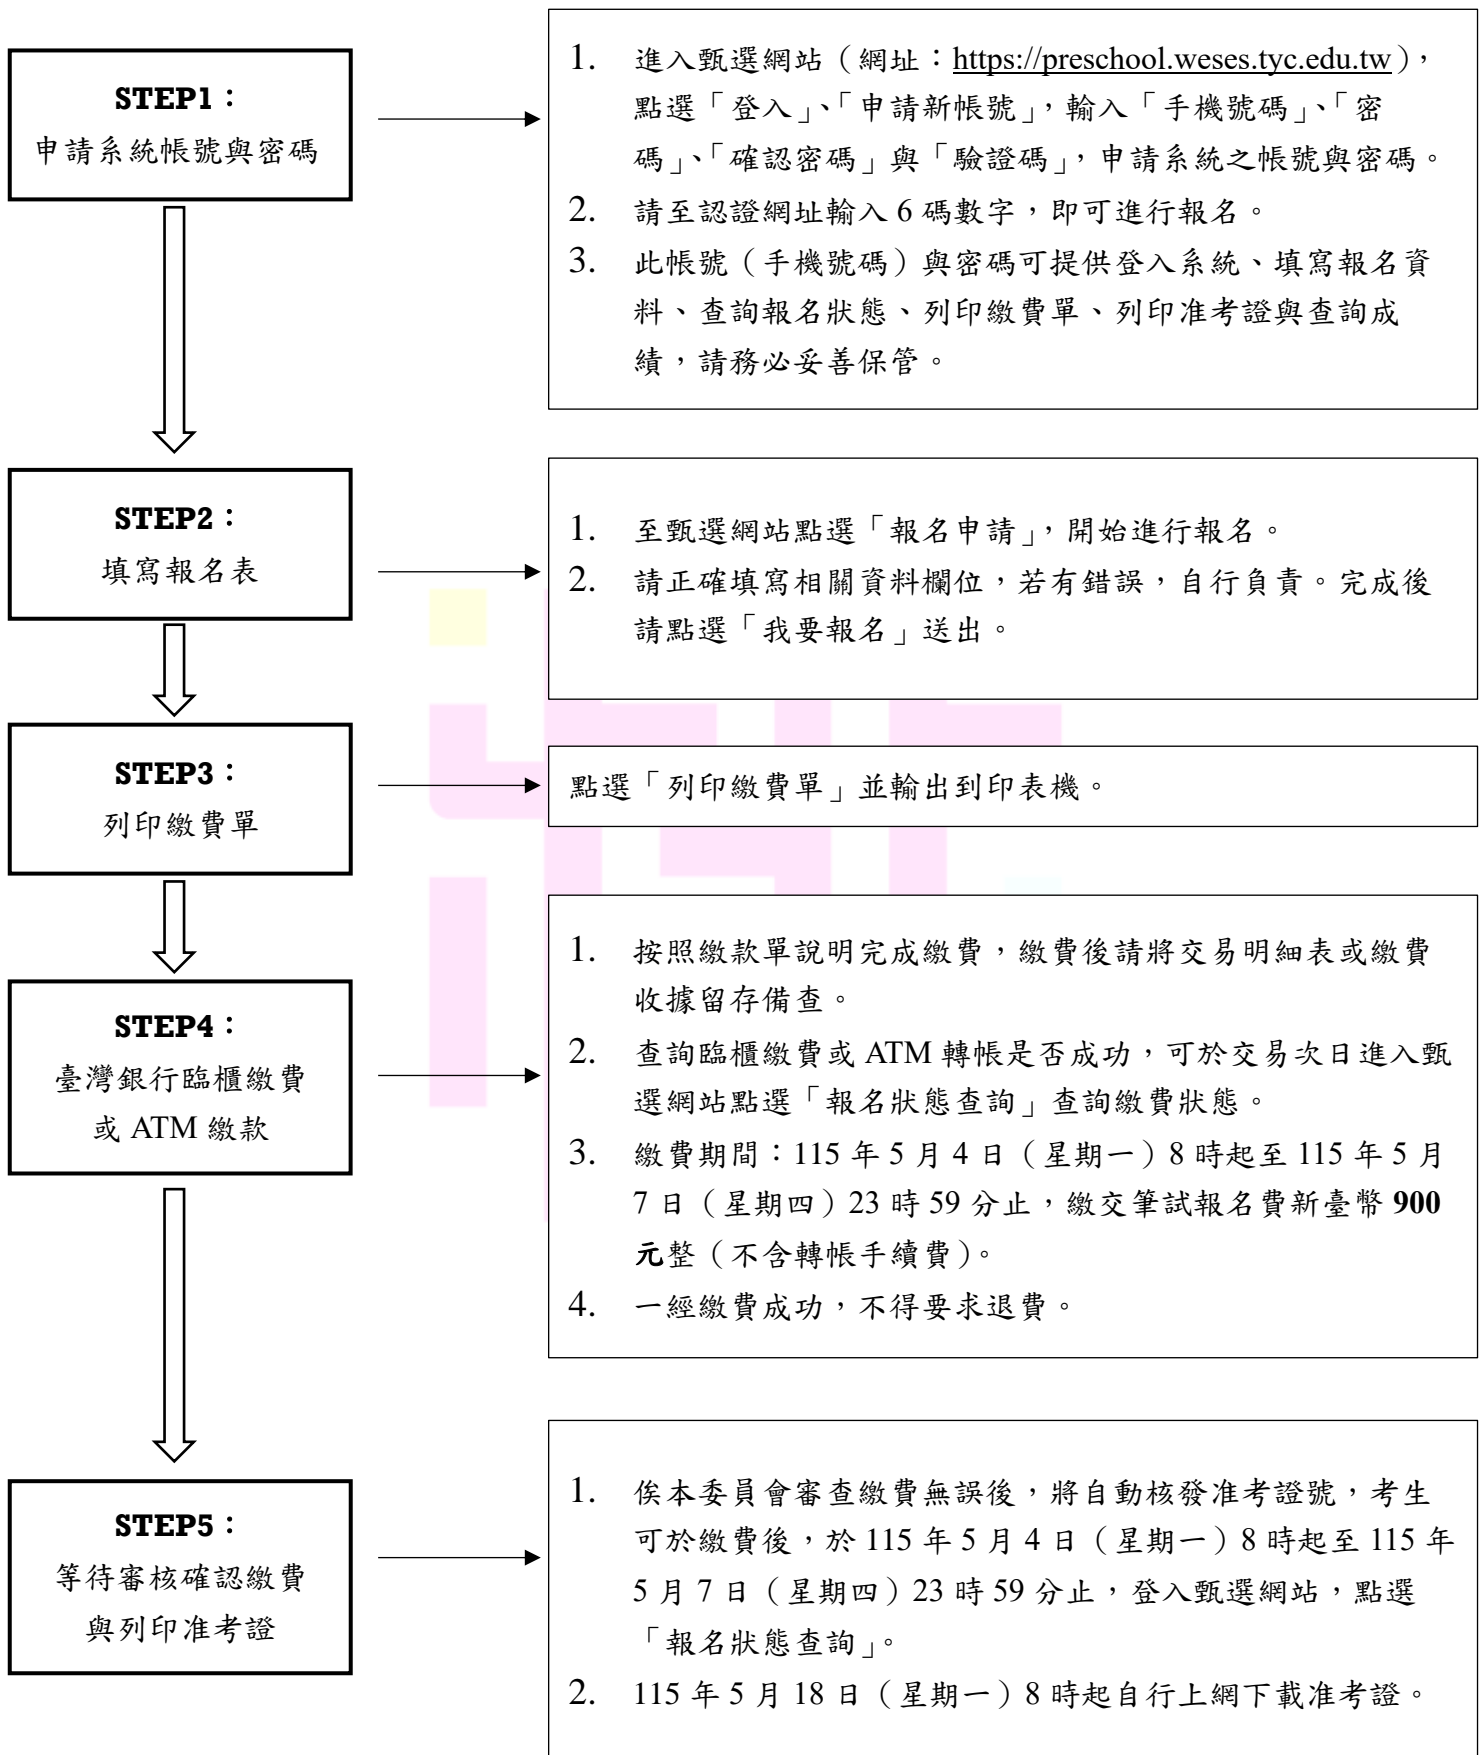 STEP1：
申請系統帳號與密碼
1. 進入甄選網站（網址：https://preschool.weses.tyc.edu.tw），
點選「登入」、「申請新帳號」，輸入「手機號碼」、「密
碼」、「確認密碼」與「驗證碼」，申請系統之帳號與密碼。
2. 請至認證網址輸入 6 碼數字，即可進行報名。
3. 此帳號（手機號碼）與密碼可提供登入系統、填寫報名資
料、查詢報名狀態、列印繳費單、列印准考證與查詢成
績，請務必妥善保管。
STEP2：
填寫報名表
1. 至甄選網站點選「報名申請」，開始進行報名。
2. 請正確填寫相關資料欄位，若有錯誤，自行負責。完成後
請點選「我要報名」送出。
STEP3：
列印繳費單
點選「列印繳費單」並輸出到印表機。
STEP4：
臺灣銀行臨櫃繳費
或 ATM 繳款
1. 按照繳款單說明完成繳費，繳費後請將交易明細表或繳費
收據留存備查。
2. 查詢臨櫃繳費或 ATM 轉帳是否成功，可於交易次日進入甄
選網站點選「報名狀態查詢」查詢繳費狀態。
3. 繳費期間：115 年 5 月 4 日（星期一）8 時起至 115 年 5 月
7 日（星期四）23 時 59 分止，繳交筆試報名費新臺幣 900
元整（不含轉帳手續費）。
4. 一經繳費成功，不得要求退費。
STEP5：
等待審核確認繳費
與列印准考證
1. 俟本委員會審查繳費無誤後，將自動核發准考證號，考生
可於繳費後，於 115 年 5 月 4 日（星期一）8 時起至 115 年
5 月 7 日（星期四）23 時 59 分止，登入甄選網站，點選
「報名狀態查詢」。
2. 115 年 5 月 18 日（星期一）8 時起自行上網下載准考證。